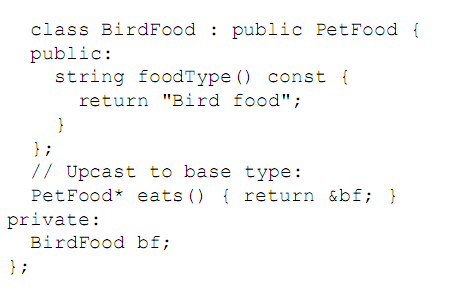 class BirdFood : public PetFood {
public:
string foodType() const {
return "Bird food";
}
};
// Upcast to base type:
PetFood* eats() { return &bf; }
private:
BirdFood bf;
};